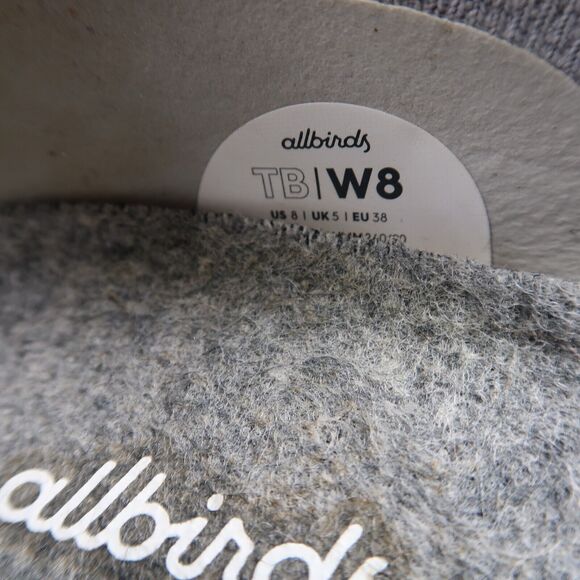 allbirds
TB|W8
US 8 | UK 5 | EU 38
allbirds